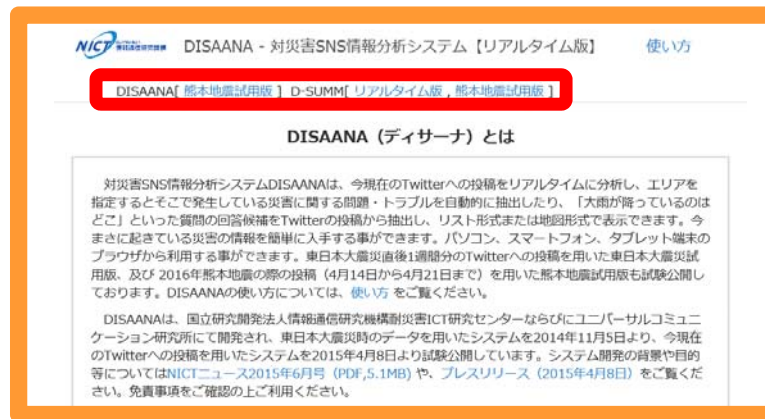 NICT DISAANA - 対災害SNS情報分析システム【リアルタイム版】 使い方
DISAANA[ 熊本地震試用版 ] D-SUMM[ リアルタイム版 , 熊本地震試用版 ]
DISAANA（ディサーナ）とは
対災害SNS情報分析システムDISAANAは、今現在のTwitterへの投稿をリアルタイムに分析し、エリアを
指定するとそこで発生している災害に関する問題・トラブルを自動的に抽出したり、「大雨が降っているのは
どこ」といった質問の回答候補をTwitterの投稿から抽出し、リスト形式または地図形式で表示できます。今
まさに起きている災害の情報を簡単に入手する事ができます。パソコン、スマートフォン、タブレット端末の
ブラウザから利用する事ができます。東日本大震災直後1週間分のTwitterへの投稿を用いた東日本大震災試
用版、及び 2016年熊本地震の際の投稿（4月14日から4月21日まで）を用いた熊本地震試用版も試験公開し
ております。DISAANAの使い方については、使い方 をご覧ください。
DISAANAは、国立研究開発法人情報通信研究機構耐災害ICT研究センターならびにユニバーサルコミュニ
ケーション研究所にて開発され、東日本大震災時のデータを用いたシステムを2014年11月5日より、今現在
のTwitterへの投稿を用いたシステムを2015年4月8日より試験公開しています。システム開発の背景や目的
等についてはNICTニュース2015年6月号（PDF,5.1MB) や、プレスリリース（2015年4月8日）をご覧くだ
さい。免責事項をご確認の上ご利用ください。